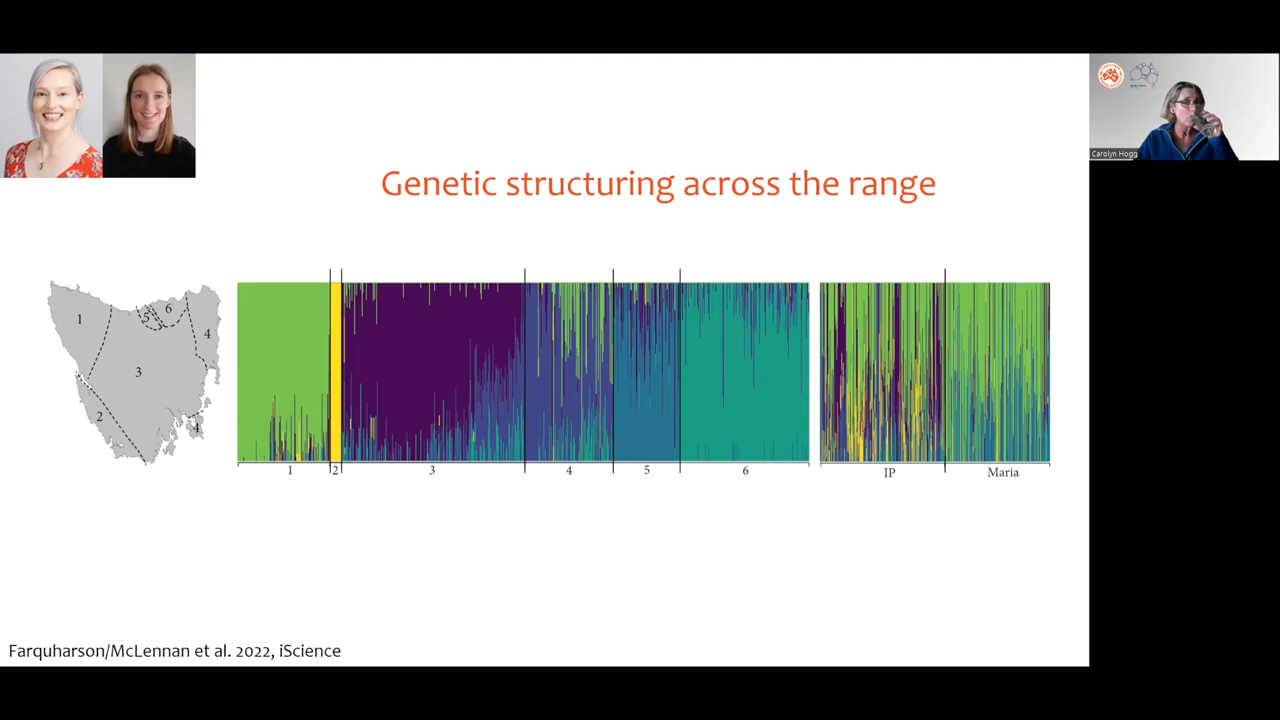 Carolyn Hogg
Genetic structuring across the range
1
2
3
4
5
6
4
1
2
3
4
5
6
IP
Maria
Farquharson/McLennan et al. 2022, iScience